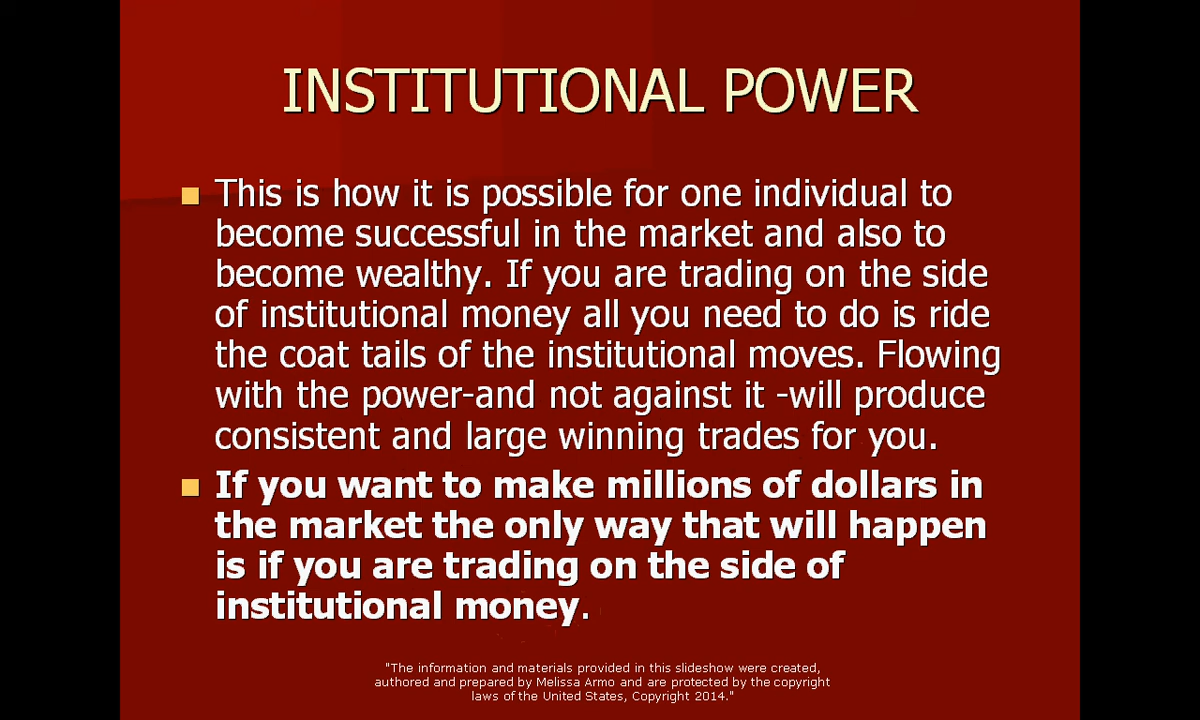 INSTITUTIONAL POWER
This is how it is possible for one individual to
become successful in the market and also to
become wealthy. If you are trading on the side
of institutional money all you need to do is ride
the coat tails of the institutional moves. Flowing
with the power-and not against it -will produce
consistent and large winning trades for you.
If you want to make millions of dollars in
the market the only way that will happen
is if you are trading on the side of
institutional money.
"The information and materials provided in this slideshow were created,
authored and prepared by Melissa Armo and are protected by the copyright
laws of the United States, Copyright 2014."